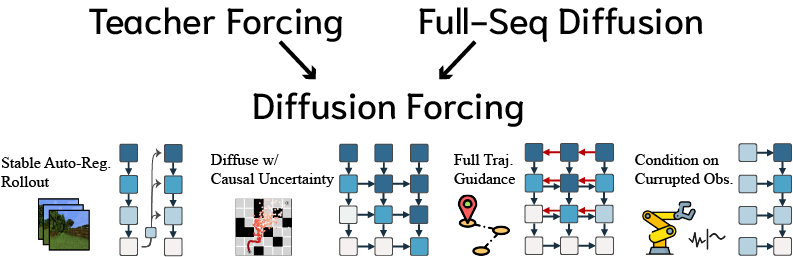 Teacher Forcing
Full-Seq Diffusion
Diffusion Forcing
Stable Auto-Reg.
Rollout
Diffuse w/
Causal Uncertainty
Full Traj.
Guidance
Condition on
Currupted Obs.